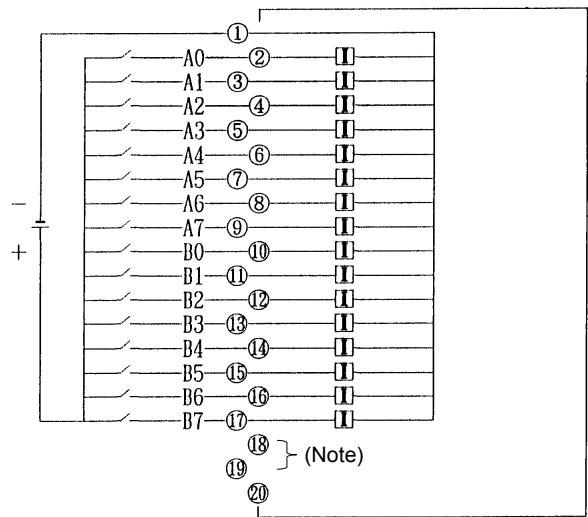 ①
A0 ②
A1 ③
A2 ④
A3 ⑤
A4 ⑥
A5 ⑦
A6 ⑧
A7 ⑨
B0 ⑩
B1 ⑪
B2 ⑫
B3 ⑬
B4 ⑭
B5 ⑮
B6 ⑯
B7 ⑰
⑱
(Note)
⑲
⑳
−
+